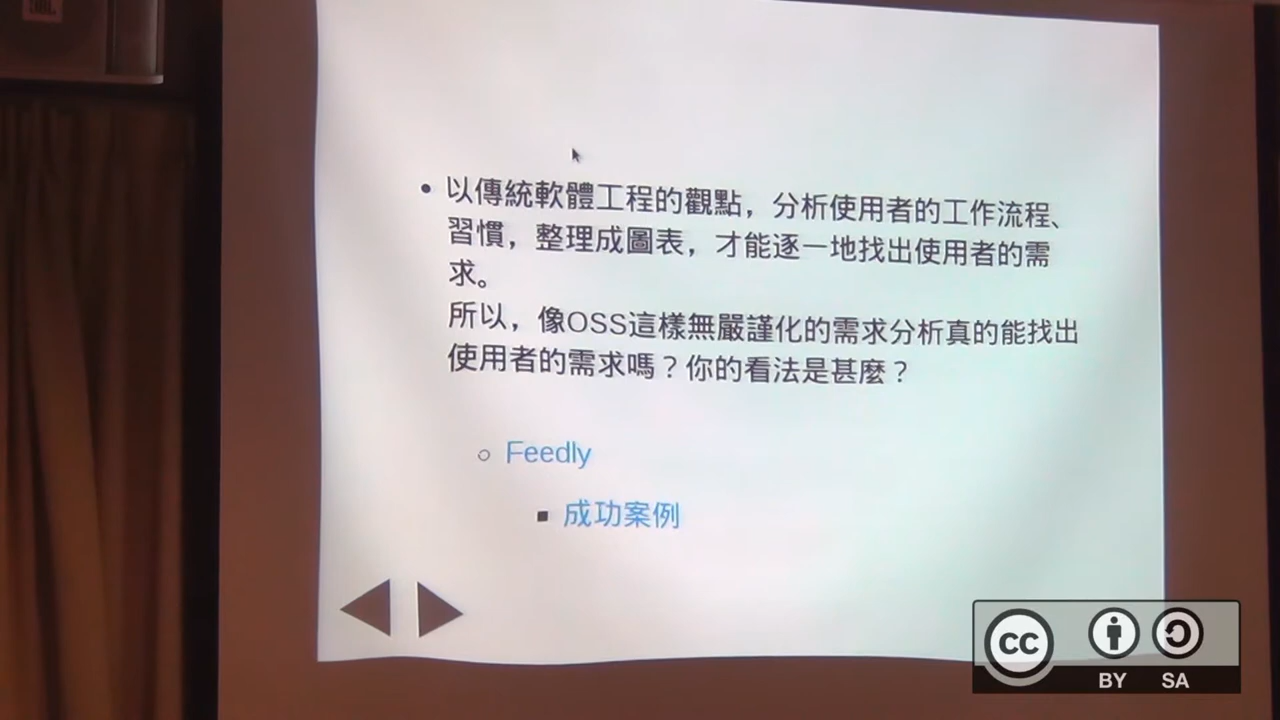 JBL
以傳統軟體工程的觀點，分析使用者的工作流程、
習慣，整理成圖表，才能逐一地找出使用者的需
求。
所以，像OSS這樣無嚴謹化的需求分析真的能找出
使用者的需求嗎？你的看法是甚麼？
Feedly
成功案例
cc
BY SA